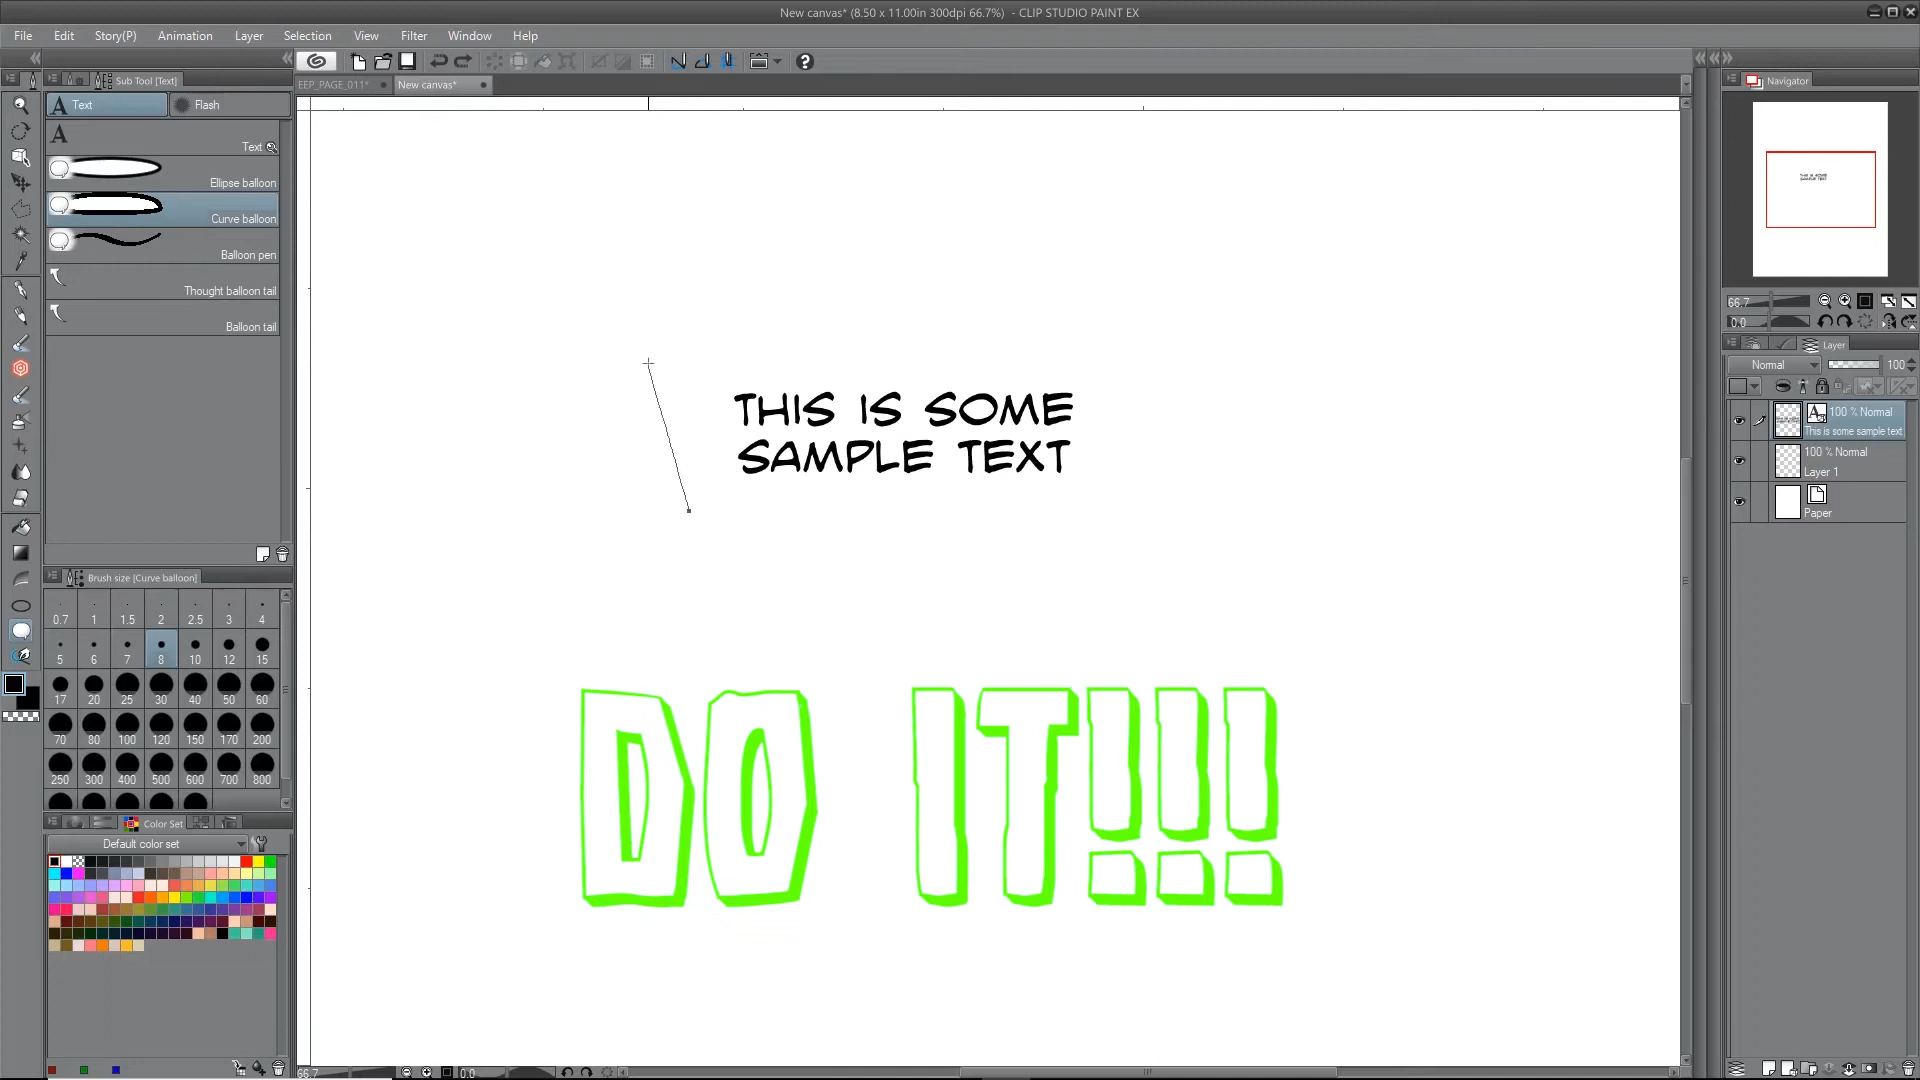 New canvas* (8.50 x 11.00in 300dpi 66.7%)  - CLIP STUDIO PAINT EX
File Edit Story(P) Animation Layer Selection Filter View Window Help
Sub Tool [Text]
EEP_PAGE_011*
New canvas*
Navigator
Text
Flash
Text
Ellipse balloon
Curve balloon
Balloon pen
Thought balloon tail
Balloon tail
THIS IS SOME
SAMPLE TEXT
DO IT!!!
66.7
0.0
Layer
Normal
100
100 % Normal
This is some sample text
100 % Normal
Layer 1
Paper
Brush size [Curve balloon]
0.7 1 1.5 2 2.5 3 4
5 6 7 8 10 12 15
17 20 25 30 40 50 60
70 80 100 120 150 170 200
250 300 400 500 600 700 800
Color Set
Default color set
66.7
0.0